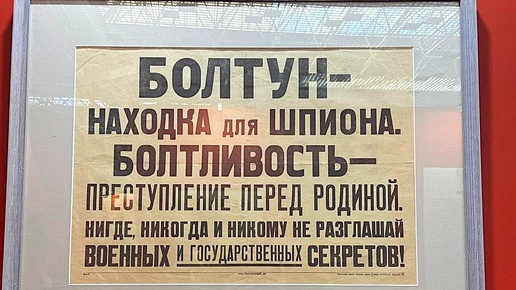 БОЛТУН—
НАХОДКА для ШПИОНА.
БОЛТЛИВОСТЬ—
ПРЕСТУПЛЕНИЕ ПЕРЕД РОДИНОЙ.
НИГДЕ, НИКОГДА И НИКОМУ НЕ РАЗГЛАШАЙ
ВОЕННЫХ И ГОСУДАРСТВЕННЫХ СЕКРЕТОВ!